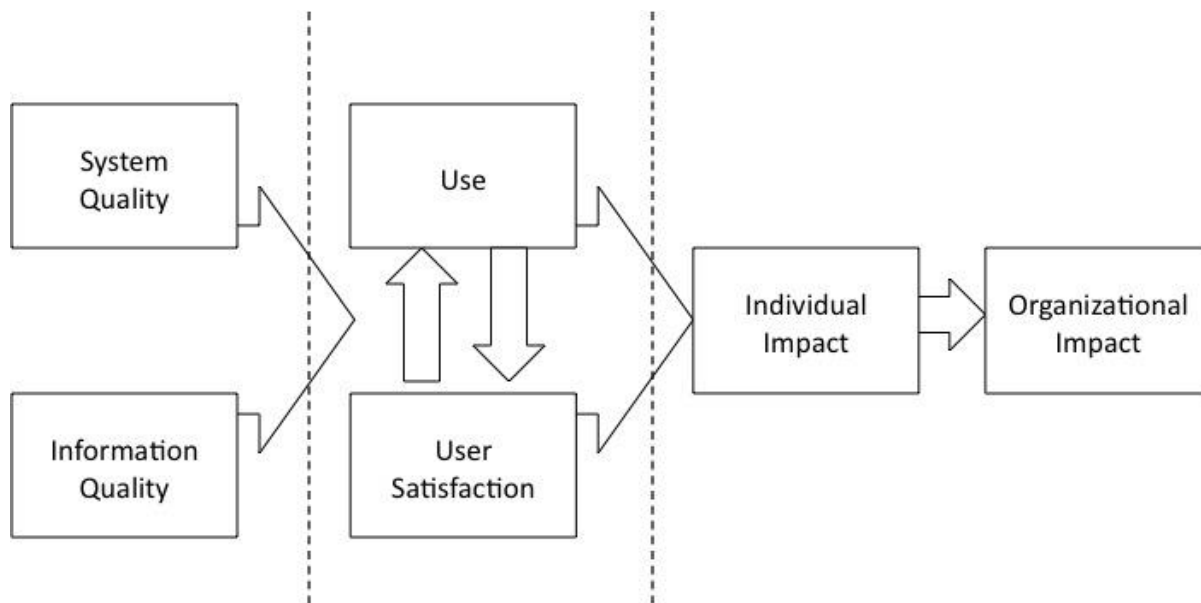 System
Quality
Information
Quality
Use
User
Satisfaction
Individual
Impact
Organizational
Impact